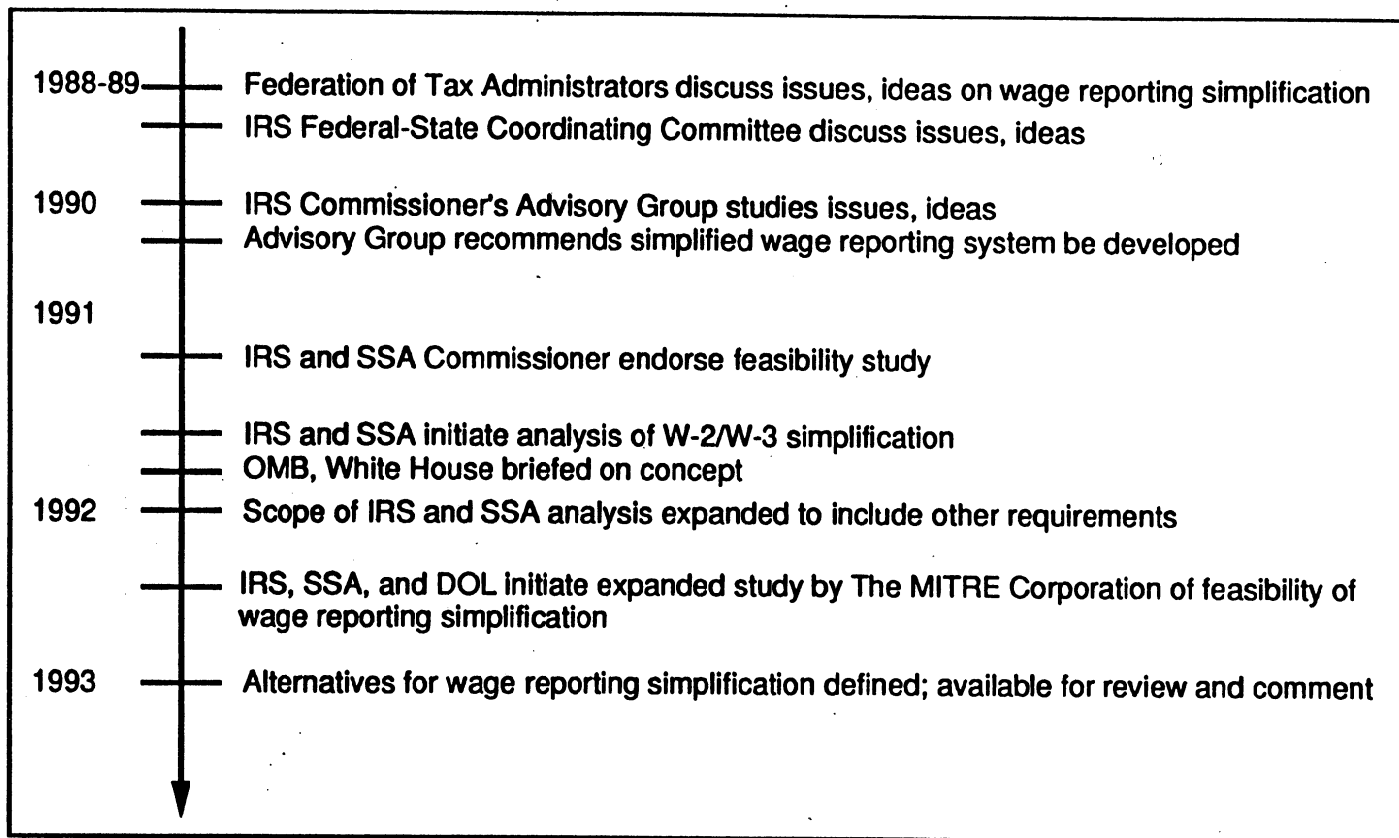 1988-89 Federation of Tax Administrators discuss issues, ideas on wage reporting simplification
IRS Federal-State Coordinating Committee discuss issues, ideas
1990 IRS Commissioner's Advisory Group studies issues, ideas
Advisory Group recommends simplified wage reporting system be developed
1991
IRS and SSA Commissioner endorse feasibility study
IRS and SSA initiate analysis of W-2/W-3 simplification
OMB, White House briefed on concept
1992 Scope of IRS and SSA analysis expanded to include other requirements
IRS, SSA, and DOL initiate expanded study by The MITRE Corporation of feasibility of
wage reporting simplification
1993 Alternatives for wage reporting simplification defined; available for review and comment